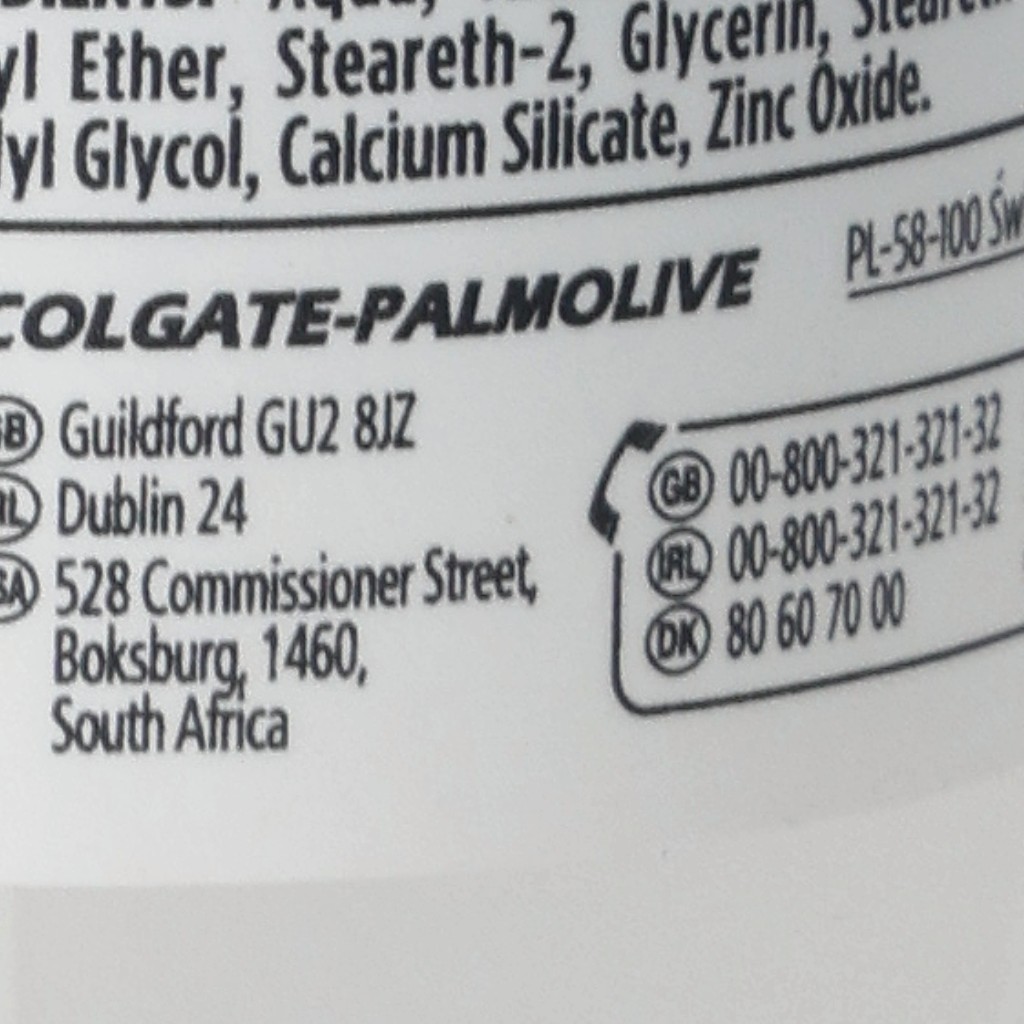 Aqua,
Ether, Steareth-2, Glycerin,
Glycol, Calcium Silicate, Zinc Oxide.
COLGATE-PALMOLIVE
PL-58-100
GB Guildford GU2 8JZ
Dublin 24
528 Commissioner Street,
Boksburg, 1460,
South Africa
GB 00-800-321-321-32
IRL 00-800-321-321-32
DK 80 60 70 00